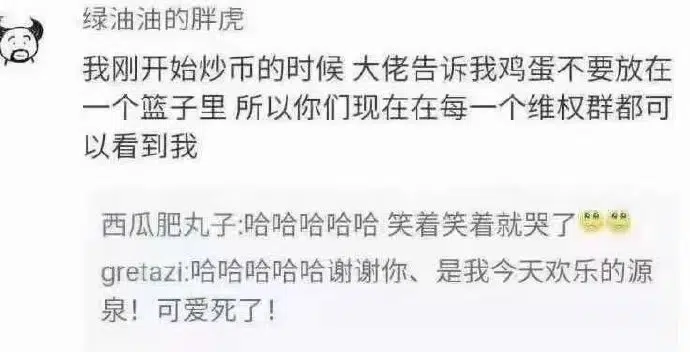 绿油油的胖虎
我刚开始炒币的时候 大佬告诉我鸡蛋不要放在
一个篮子里 所以你们现在在每一个维权群都可
以看到我
西瓜肥丸子:哈哈哈哈哈 笑着笑着就哭了
gretazi:哈哈哈哈哈谢谢你、是我今天欢乐的源
泉！可爱死了！